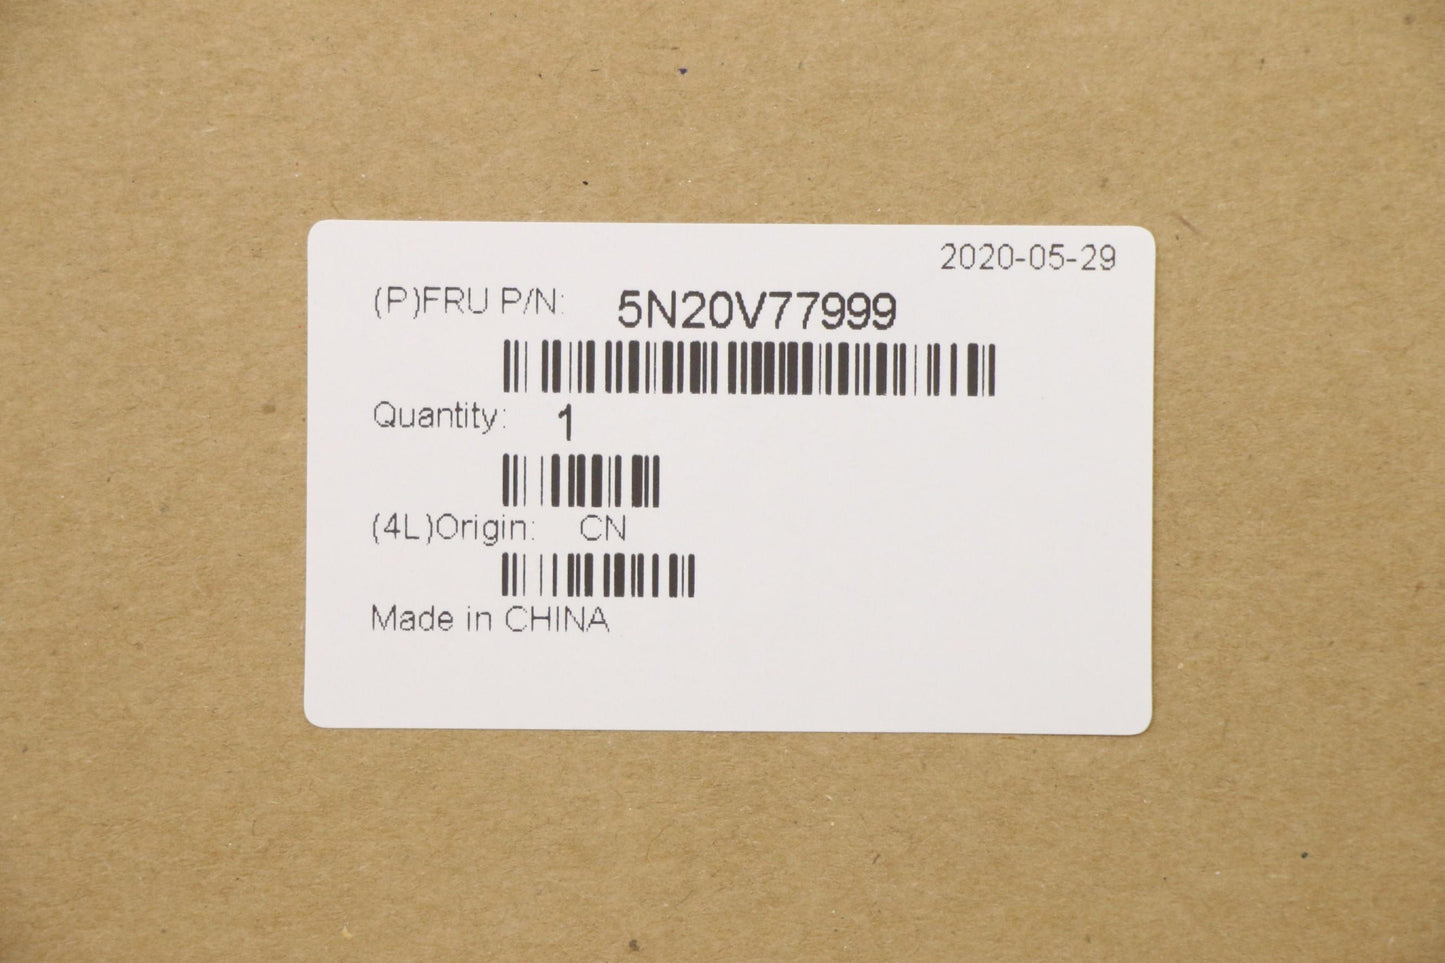 2020-05-29
(P)FRU P/N: 5N20V77999
Quantity: 1
(4L)Origin: CN
Made in CHINA